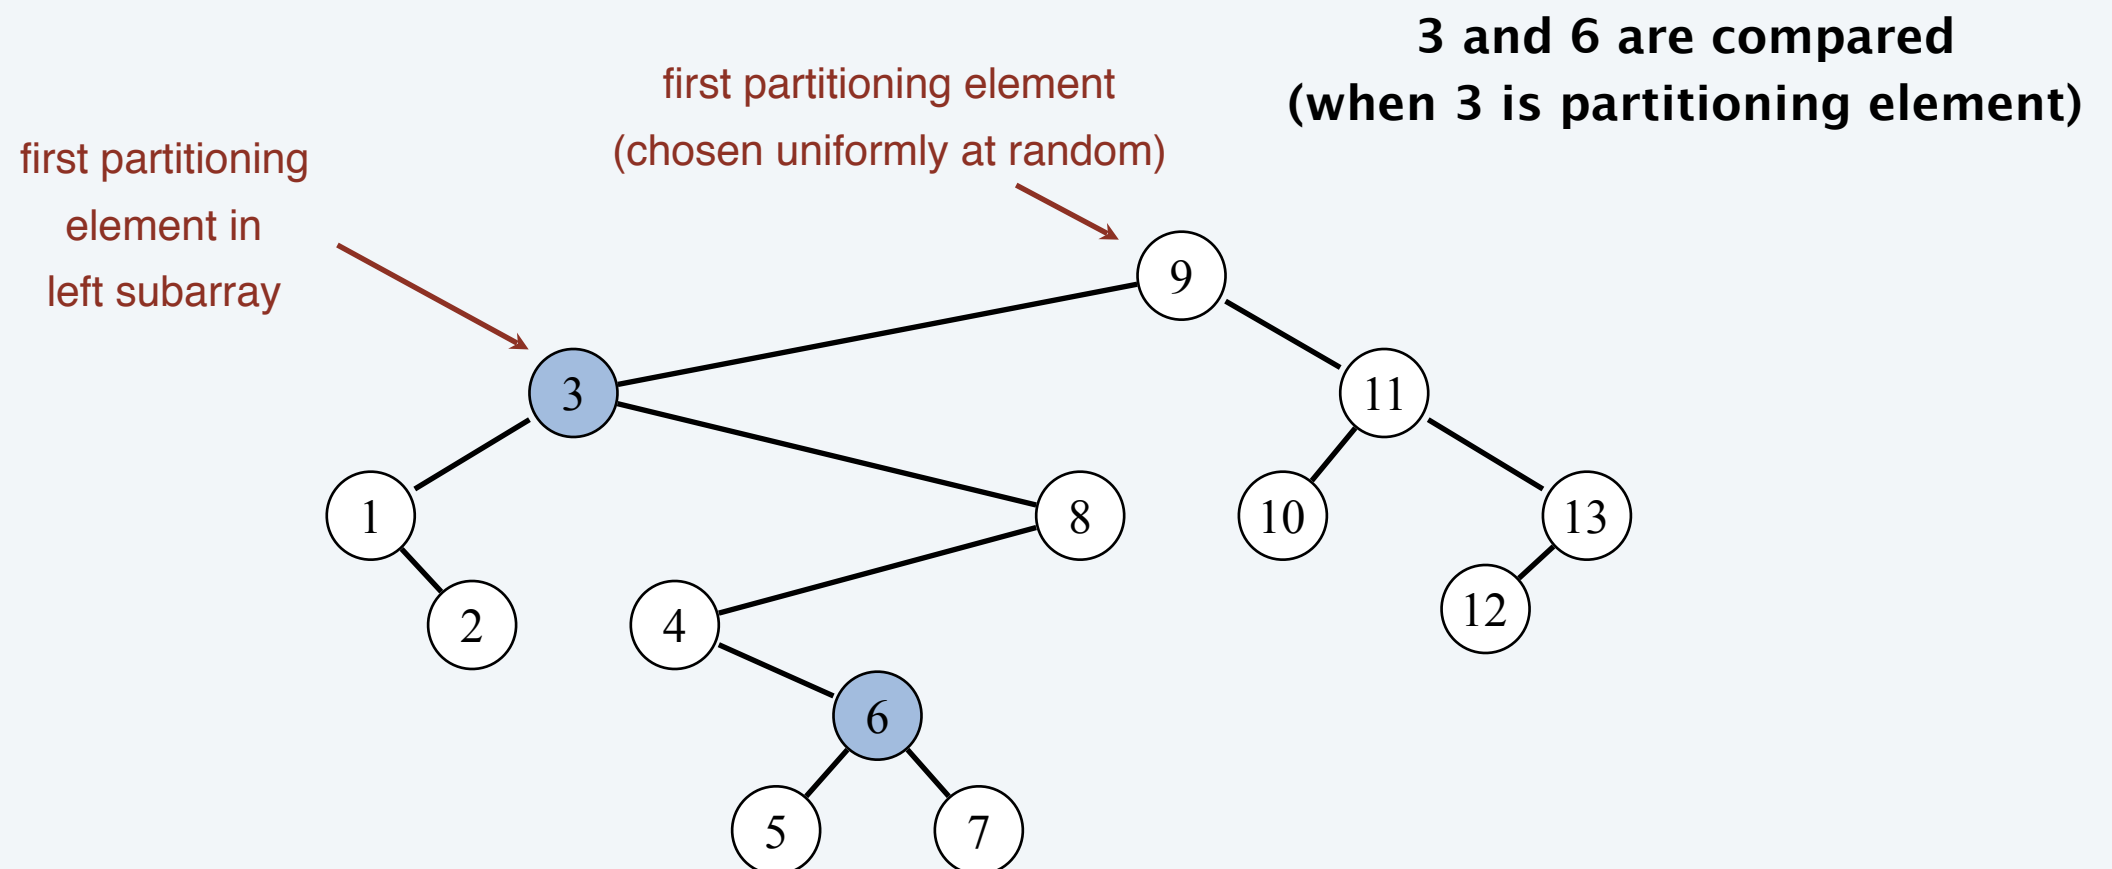 3 and 6 are compared
(when 3 is partitioning element)
first partitioning element
(chosen uniformly at random)
first partitioning
element in
left subarray
9
3
11
1
8
10
13
2
4
12
6
5
7